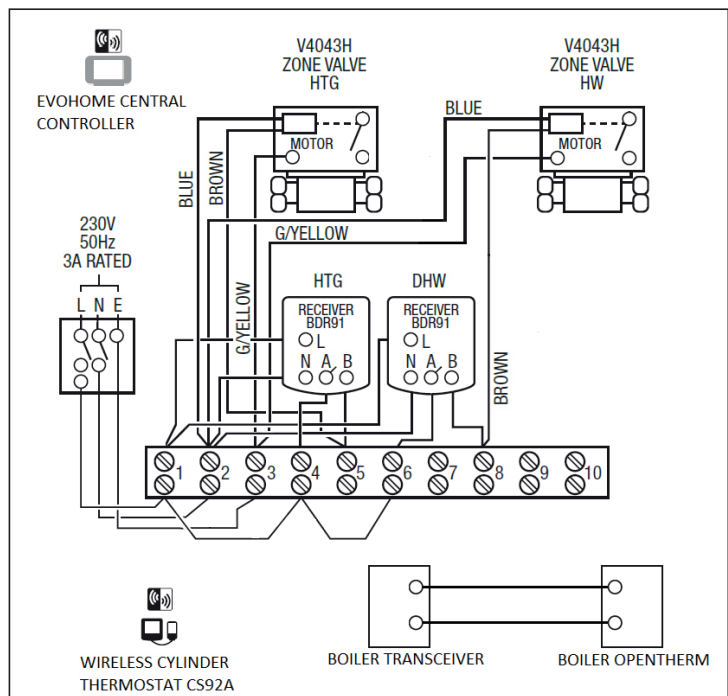 V4043H
ZONE VALVE
HTG
V4043H
ZONE VALVE
HW
EVOHOME CENTRAL
CONTROLLER
BLUE
MOTOR
MOTOR
BLUE
BROWN
G/YELLOW
230V
50Hz
3A RATED
L N E
HTG
DHW
G/YELLOW
RECEIVER
BDR91
L
N A B
RECEIVER
BDR91
L
N A B
BROWN
1 2 3 4 5 6 7 8 9 10
WIRELESS CYLINDER
THERMOSTAT CS92A
BOILER TRANSCEIVER
BOILER OPENTHERM